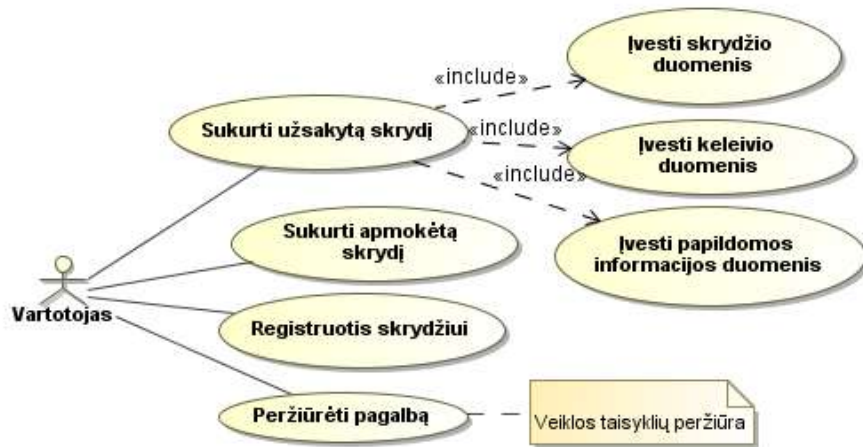 Įvesti skrydžio
duomenis
«include»
Sukurti užsakytą skrydį
«include»
Įvesti keleivio
duomenis
«include»
Įvesti papildomos
informacijos duomenis
Sukurti apmokėtą
skrydį
Vartotojas
Registruotis skrydžiui
Peržiūrėti pagalbą
Veiklos taisyklių peržiūra